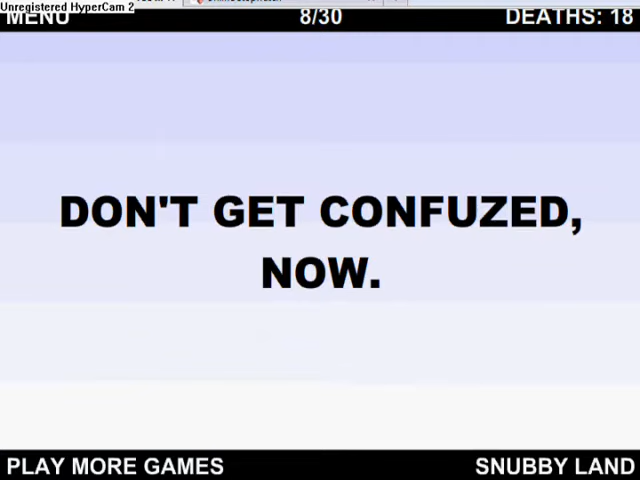 Unregistered HyperCam 2
MENU
8/30
DEATHS: 18
DON'T GET CONFUZED,
NOW.
PLAY MORE GAMES
SNUBBY LAND